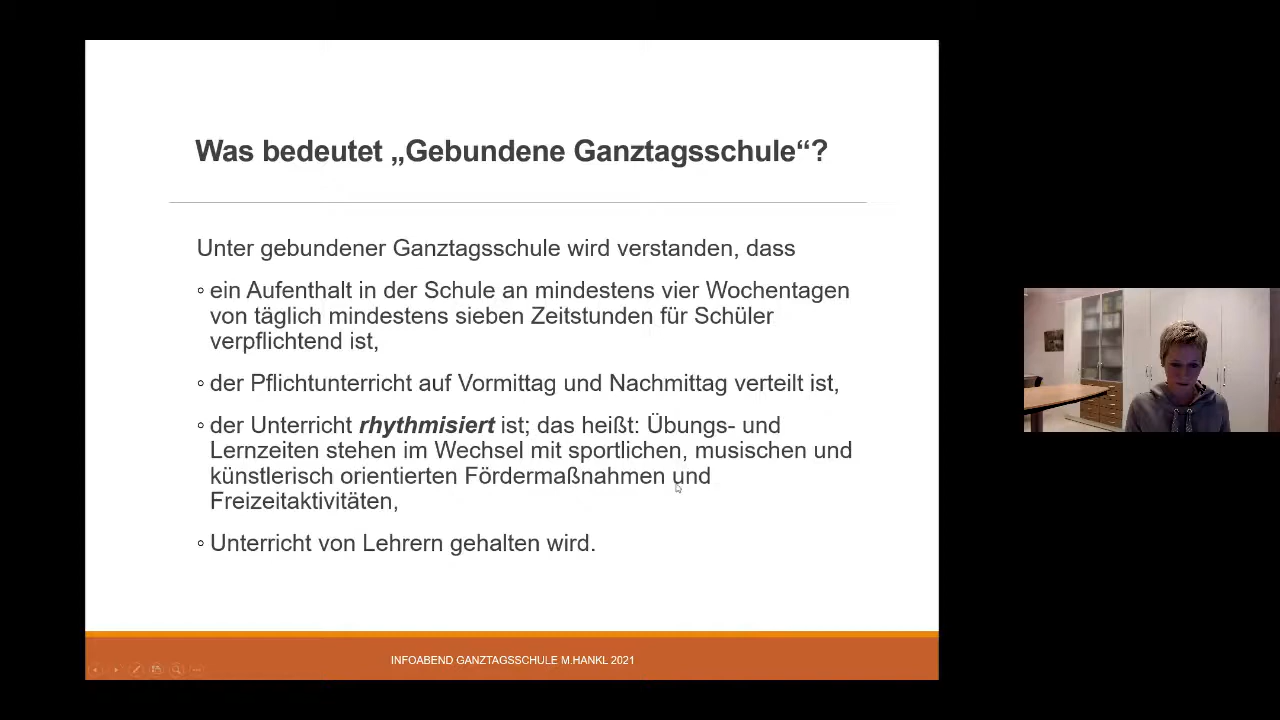 Was bedeutet „Gebundene Ganztagsschule“?
Unter gebundener Ganztagsschule wird verstanden, dass
◦ ein Aufenthalt in der Schule an mindestens vier Wochentagen
von täglich mindestens sieben Zeitstunden für Schüler
verpflichtend ist,
◦ der Pflichtunterricht auf Vormittag und Nachmittag verteilt ist,
◦ der Unterricht rhythmisiert ist; das heißt: Übungs- und
Lernzeiten stehen im Wechsel mit sportlichen, musischen und
künstlerisch orientierten Fördermaßnahmen und
Freizeitaktivitäten,
◦ Unterricht von Lehrern gehalten wird.
INFOABEND GANZTAGSSCHULE M.HANKL 2021